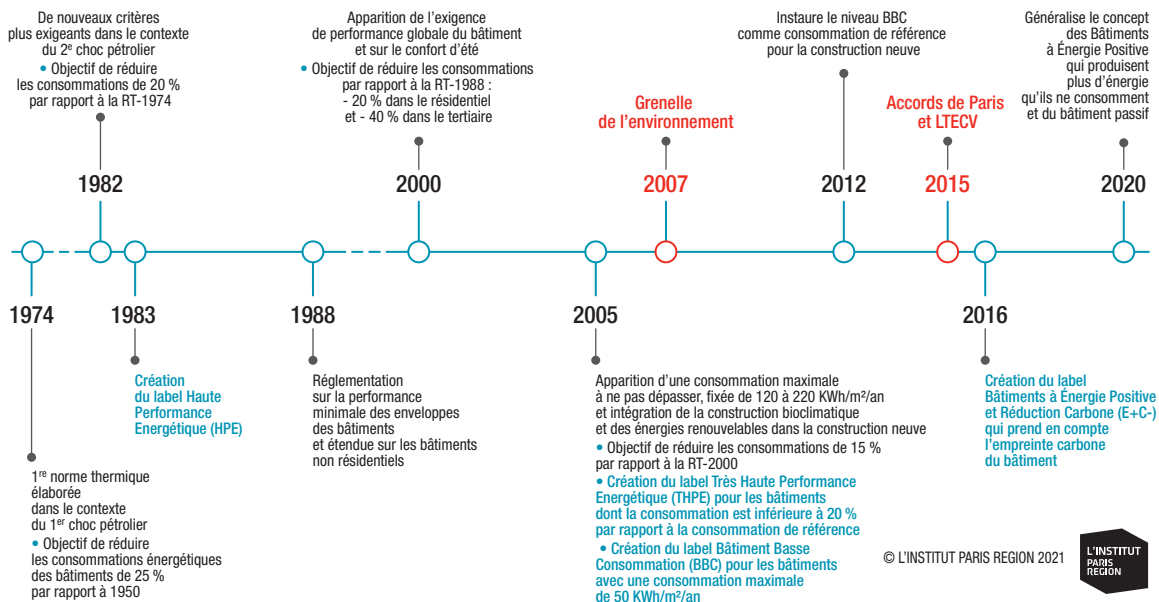 De nouveaux critères
plus exigeants dans le contexte
du 2e choc pétrolier
• Objectif de réduire
les consommations de 20 %
par rapport à la RT-1974
1982
Apparition de l'exigence
de performance globale du bâtiment
et sur le confort d'été
• Objectif de réduire les consommations
par rapport à la RT-1988 :
- 20 % dans le résidentiel
et - 40 % dans le tertiaire
2000
Grenelle
de l'environnement
2007
Instaure le niveau BBC
comme consommation de référence
pour la construction neuve
2012
Accords de Paris
et LTECV
2015
Généralise le concept
des Bâtiments
à Énergie Positive
qui produisent
plus d'énergie
qu'ils ne consomment
et du bâtiment passif
2020
1974
1re norme thermique
élaborée
dans le contexte
du 1er choc pétrolier
• Objectif de réduire
les consommations énergétiques
des bâtiments de 25 %
par rapport à 1950
1983
Création
du label Haute
Performance
Energétique (HPE)
1988
Réglementation
sur la performance
minimale des enveloppes
des bâtiments
et étendue sur les bâtiments
non résidentiels
2005
Apparition d'une consommation maximale
à ne pas dépasser, fixée de 120 à 220 KWh/m²/an
et intégration de la construction bioclimatique
et des énergies renouvelables dans la construction neuve
• Objectif de réduire les consommations de 15 %
par rapport à la RT-2000
• Création du label Très Haute Performance
Energétique (THPE) pour les bâtiments
dont la consommation est inférieure à 20 %
par rapport à la consommation de référence
• Création du label Bâtiment Basse
Consommation (BBC) pour les bâtiments
avec une consommation maximale
de 50 KWh/m²/an
2016
Création du label
Bâtiments à Énergie Positive
et Réduction Carbone (E+C-)
qui prend en compte
l'empreinte carbone
du bâtiment
© L'INSTITUT PARIS REGION 2021
L'INSTITUT
PARIS
REGION